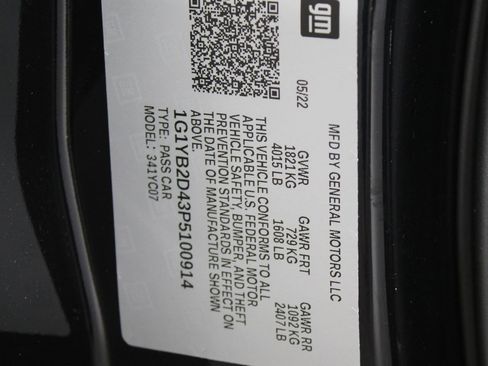 gm
MFD BY GENERAL MOTORS LLC
05/22
GVWR GAWR FRT GAWR RR
1821 KG 729 KG 1092 KG
4015 LB 1608 LB 2407 LB
THIS VEHICLE CONFORMS TO ALL
APPLICABLE U.S. FEDERAL MOTOR
VEHICLE SAFETY, BUMPER, AND THEFT
PREVENTION STANDARDS IN EFFECT ON
THE DATE OF MANUFACTURE SHOWN
ABOVE.
1G1YB2D43P5100914
TYPE: PASS CAR
MODEL: 341YC07